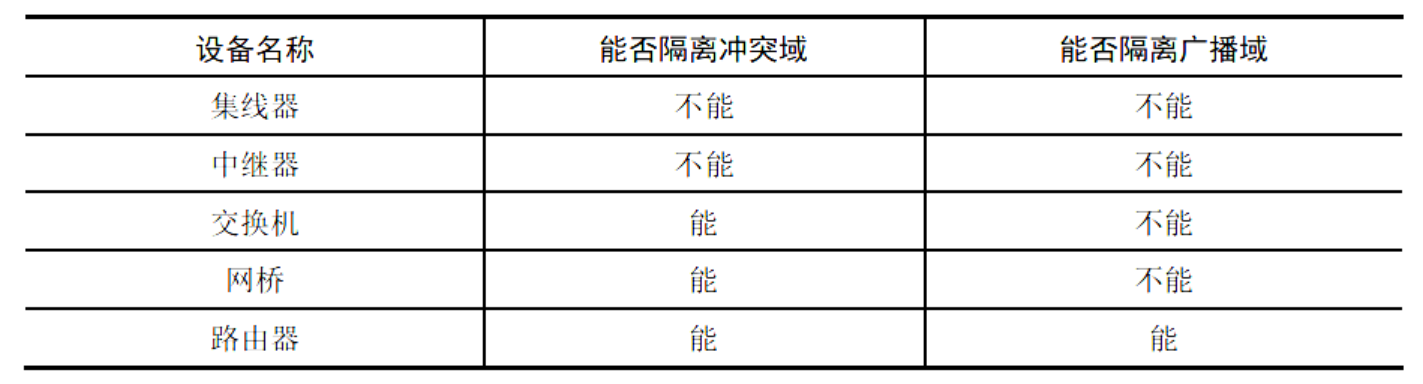 设备名称 能否隔离冲突域 能否隔离广播域
集线器 不能 不能
中继器 不能 不能
交换机 能 不能
网桥 能 不能
路由器 能 能